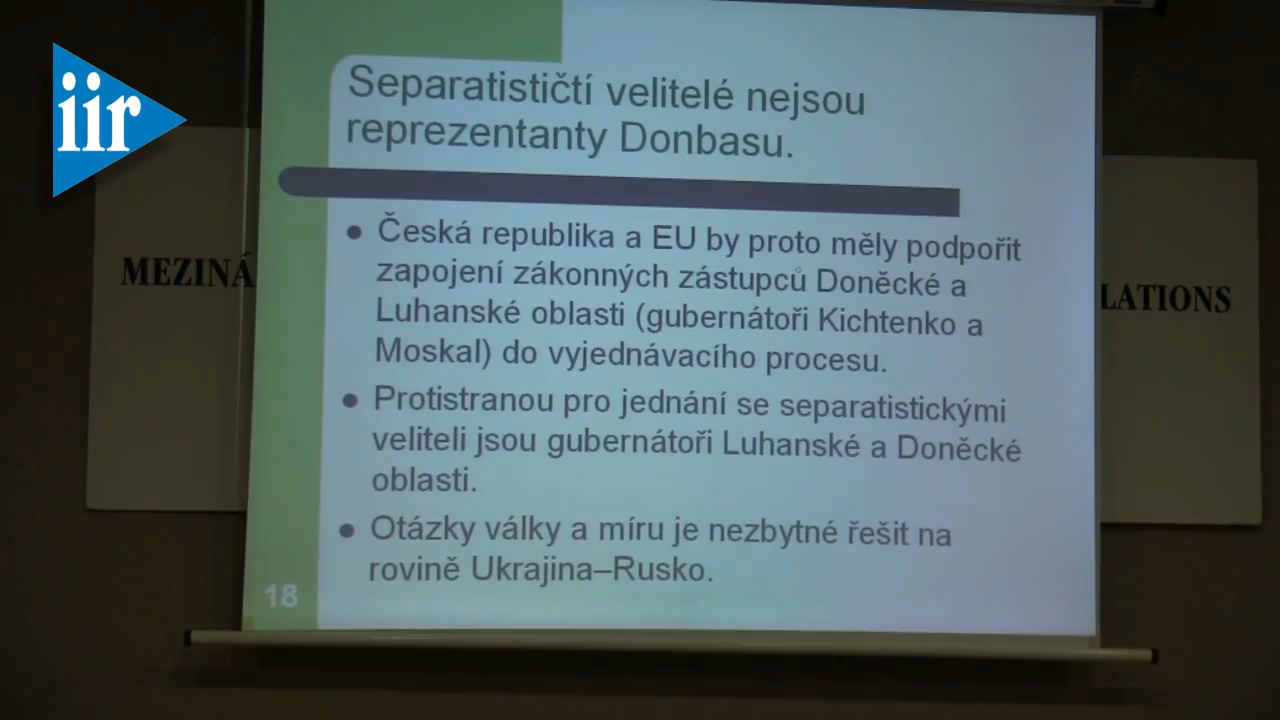 iir
Separatističtí velitelé nejsou
reprezentanty Donbasu.
MEZINÁ
LATIONS
● Česká republika a EU by proto měly podpořit
zapojení zákonných zástupců Doněcké a
Luhanské oblasti (gubernátoři Kichtenko a
Moskal) do vyjednávacího procesu.
● Protistranou pro jednání se separatistickými
veliteli jsou gubernátoři Luhanské a Doněcké
oblasti.
● Otázky války a míru je nezbytné řešit na
rovině Ukrajina–Rusko.
18